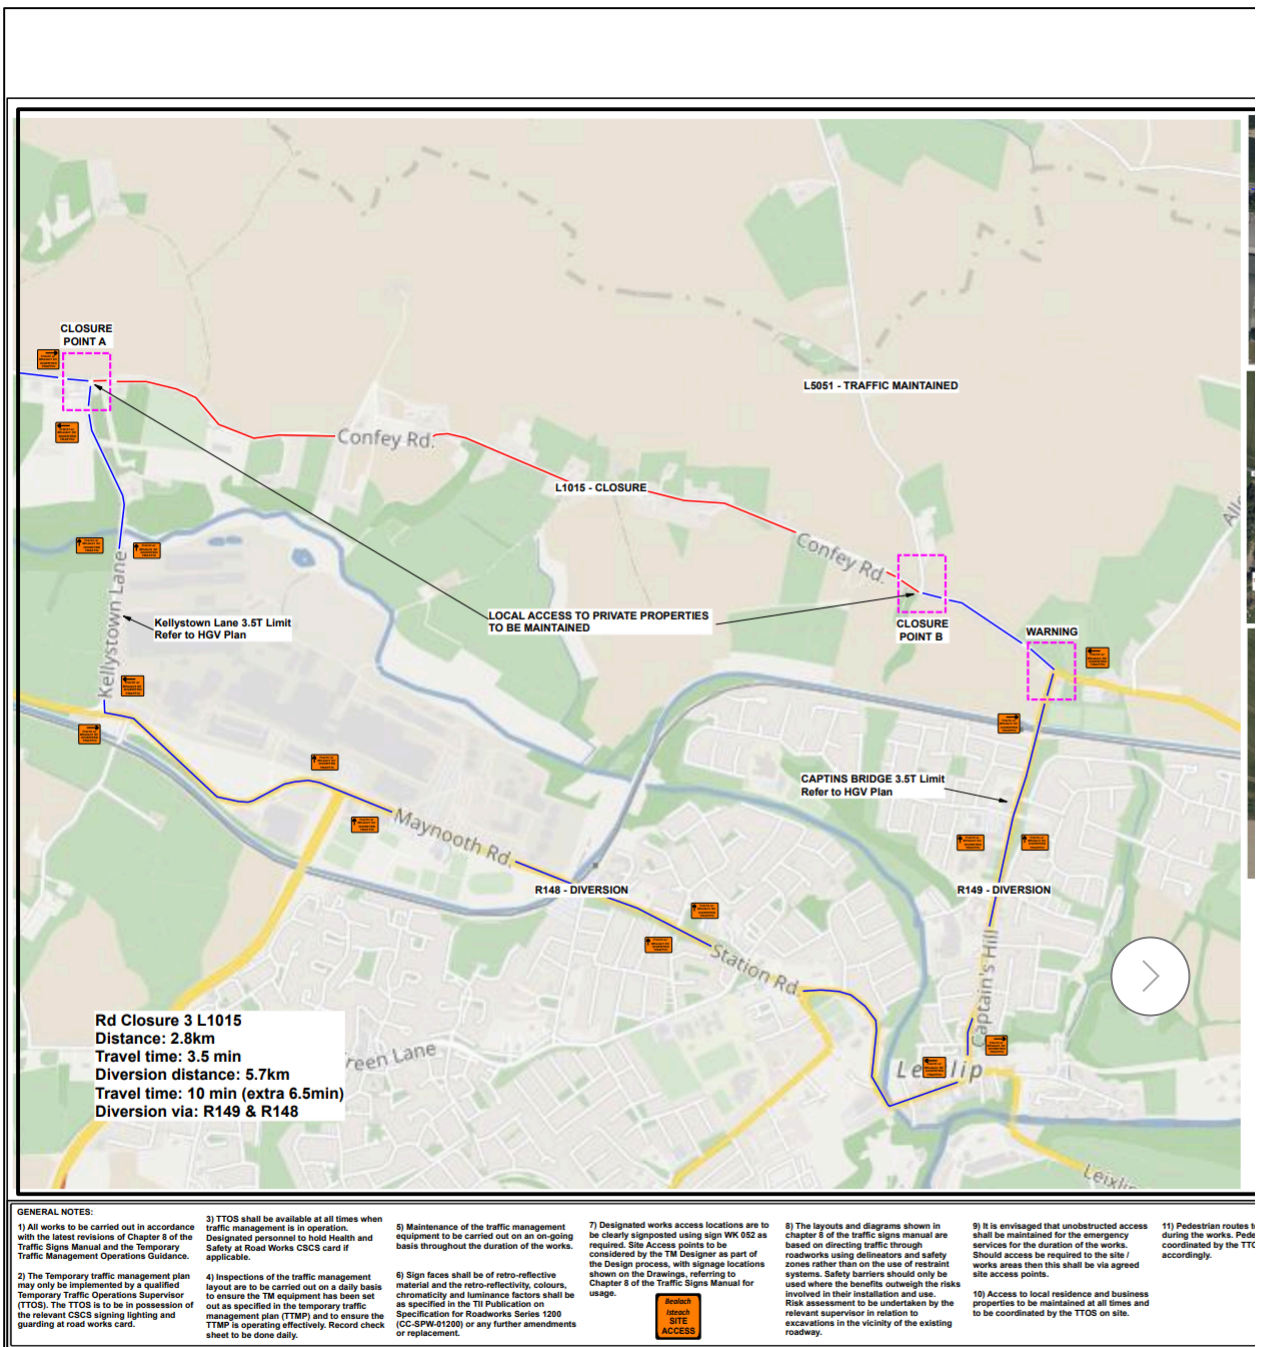 CLOSURE
POINT A
L5051 - TRAFFIC MAINTAINED
Confey Rd.
L1015 - CLOSURE
Confey Rd.
LOCAL ACCESS TO PRIVATE PROPERTIES
TO BE MAINTAINED
CLOSURE
POINT B
WARNING
Kellystown Lane
Kellystown Lane 3.5T Limit
Refer to HGV Plan
CAPTINS BRIDGE 3.5T Limit
Refer to HGV Plan
Maynooth Rd.
R148 - DIVERSION
R149 - DIVERSION
Station Rd.
Captain's Hill
Rd Closure 3 L1015
Distance: 2.8km
Travel time: 3.5 min
Diversion distance: 5.7km
Travel time: 10 min (extra 6.5min)
Diversion via: R149 & R148
reen Lane
Le lip
Leixli
GENERAL NOTES:
1) All works to be carried out in accordance
with the latest revisions of Chapter 8 of the
Traffic Signs Manual and the Temporary
Traffic Management Operations Guidance.
2) The Temporary traffic management plan
may only be implemented by a qualified
Temporary Traffic Operations Supervisor
(TTOS). The TTOS is to be in possession of
the relevant CSCS signing lighting and
guarding at road works card.
3) TTOS shall be available at all times when
traffic management is in operation.
Designated personnel to hold Health and
Safety at Road Works CSCS card if
applicable.
4) Inspections of the traffic management
layout are to be carried out on a daily basis
to ensure the TM equipment has been set
out as specified in the temporary traffic
management plan (TTMP) and to ensure the
TTMP is operating effectively. Record check
sheet to be done daily.
5) Maintenance of the traffic management
equipment to be carried out on an on-going
basis throughout the duration of the works.
6) Sign faces shall be of retro-reflective
material and the retro-reflectivity, colours,
chromaticity and luminance factors shall be
as specified in the TII Publication on
Specification for Roadworks Series 1200
(CC-SPW-01200) or any further amendments
or replacement.
7) Designated works access locations are to
be clearly signposted using sign WK 052 as
required. Site Access points to be
considered by the TM Designer as part of
the Design process, with signage locations
shown on the Drawings, referring to
Chapter 8 of the Traffic Signs Manual for
usage.
Bealach
Isteach
SITE
ACCESS
8) The layouts and diagrams shown in
chapter 8 of the traffic signs manual are
based on directing traffic through
roadworks using delineators and safety
zones rather than on the use of restraint
systems. Safety barriers should only be
used where the benefits outweigh the risks
involved in their installation and use.
Risk assessment to be undertaken by the
relevant supervisor in relation to
excavations in the vicinity of the existing
roadway.
9) It is envisaged that unobstructed access
shall be maintained for the emergency
services for the duration of the works.
Should access be required to the site /
works areas then this shall be via agreed
site access points.
10) Access to local residence and business
properties to be maintained at all times and
to be coordinated by the TTOS on site.
11) Pedestrian routes t
during the works. Pede
coordinated by the TTO
accordingly.